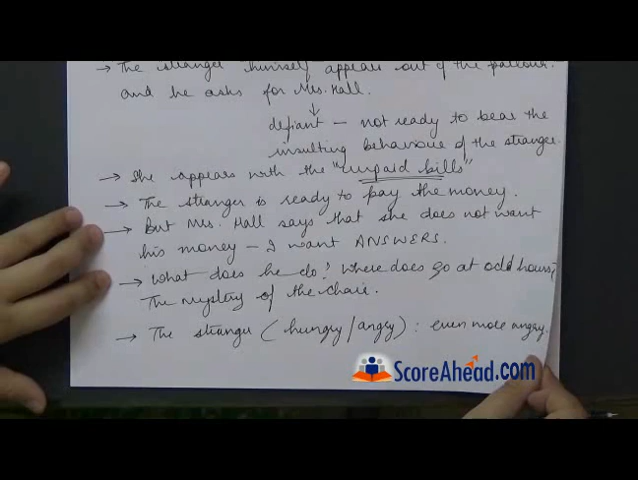 → The stranger himself appears out of the parlour.
and he asks for Mrs. Hall.
↓
defiant – not ready to bear the
insulting behaviour of the stranger.
→ She appears with the "unpaid bills"
→ The stranger is ready to pay the money.
→ But Mrs. Hall says that she does not want
his money – I want ANSWERS.
→ What does he do? Where does go at odd hours,
The mystery of the chair.
→ The stranger (hungry/angry) : even more angry.
ScoreAhead.com